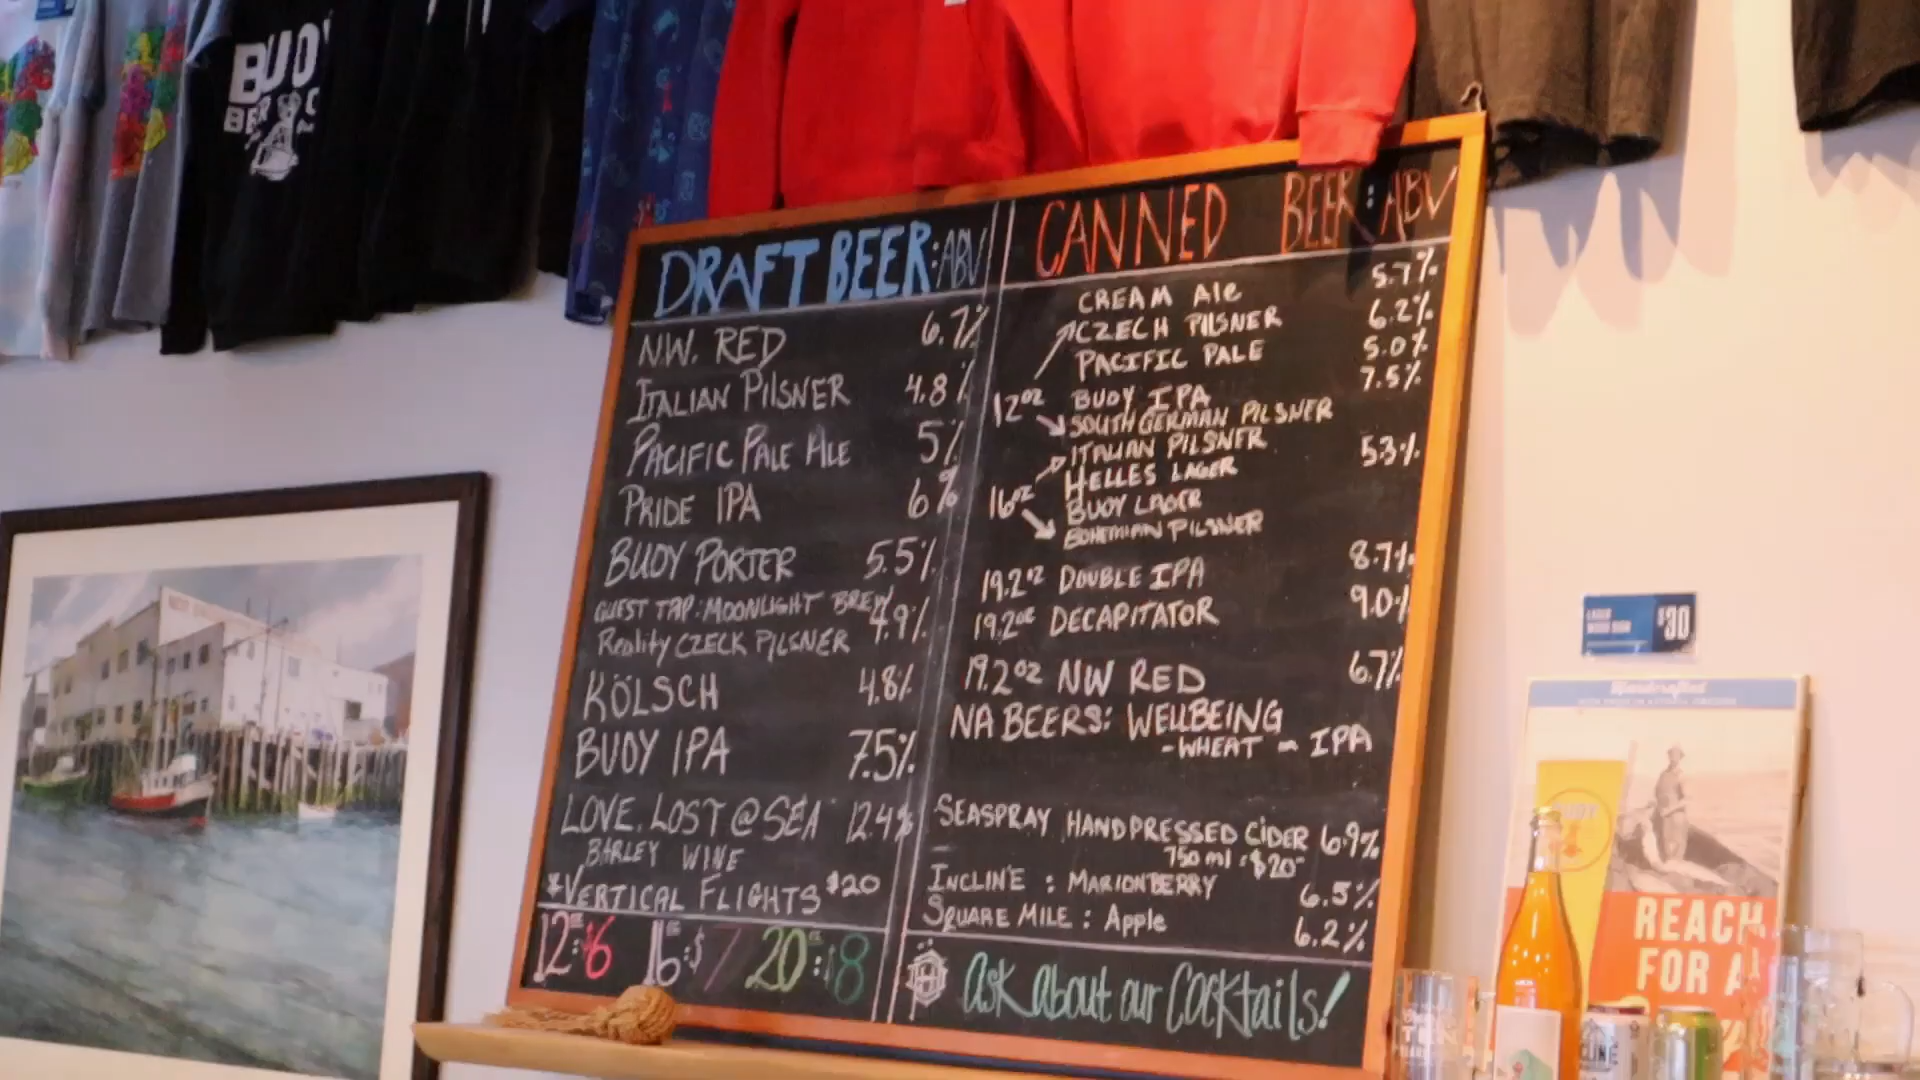 BUOY
BEER CO
DRAFT BEER: ABV
N.W. RED 6.7%
ITALIAN PILSNER 4.8%
PACIFIC PALE ALE 5%
PRIDE IPA 6%
BUOY PORTER 5.5%
GUEST TAP: MOONLIGHT BREW
Reality CZECK PILSNER 4.9%
KÖLSCH 4.8%
BUOY IPA 7.5%
LOVE, LOST @ SEA 12.4%
BARLEY WINE
*VERTICAL FLIGHTS $20
12oz: $6 16oz: $7 20oz: $8
CANNED BEER: ABV
CREAM Ale 5.7%
CZECH PILSNER 6.2%
PACIFIC PALE 5.0%
12oz BUOY IPA 7.5%
SOUTH GERMAN PILSNER
ITALIAN PILSNER 5.3%
HELLES LAGER
16oz BUOY LAGER
BOHEMIAN PILSNER
19.2oz DOUBLE IPA 8.7%
19.2oz DECAPITATOR 9.0%
19.2oz NW RED 6.7%
NA BEERS: WELLBEING
-WHEAT - IPA
SEASPRAY HANDPRESSED CiDER 6.9%
750 ml :$20-
INCLINE : MARIONBERRY 6.5%
SQUARE MILE : Apple 6.2%
Ask about our Cocktails!
$30
REACH
FOR A